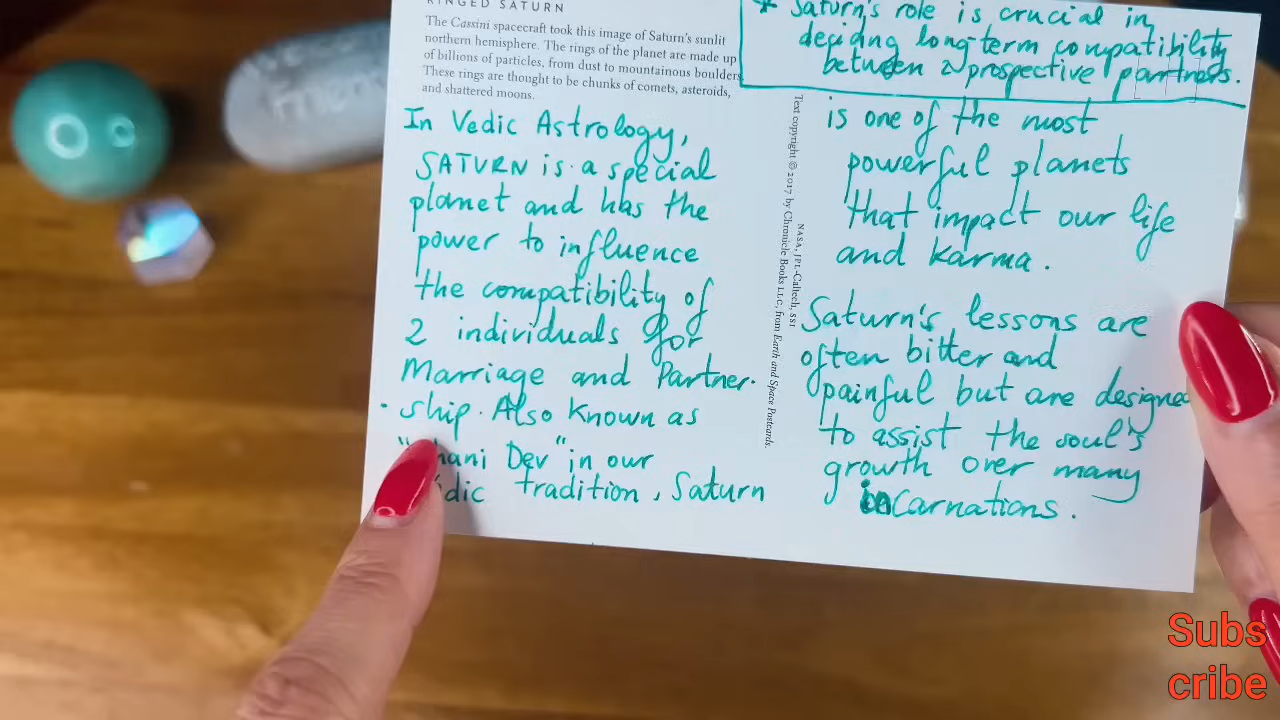 RINGED SATURN
The Cassini spacecraft took this image of Saturn's sunlit
northern hemisphere. The rings of the planet are made up
of billions of particles, from dust to mountainous boulders.
These rings are thought to be chunks of comets, asteroids,
and shattered moons.
In Vedic Astrology,
SATURN is a special
planet and has the
power to influence
the compatibility of
2 individuals for
Marriage and Partner-
- ship. Also known as
"hani Dev" in our
dic tradition, Saturn
Text copyright © 2017 by Chronicle Books LLC, from Earth and Space Postcards.
NASA, JPL-Caltech, SSI
* Saturn's role is crucial in
deciding long-term compatibility
between 2 prospective partners.
is one of the most
powerful planets
that impact our life
and karma.
Saturn's lessons are
often bitter and
painful but are designe
to assist the soul's
growth over many
incarnations.
Subs
cribe